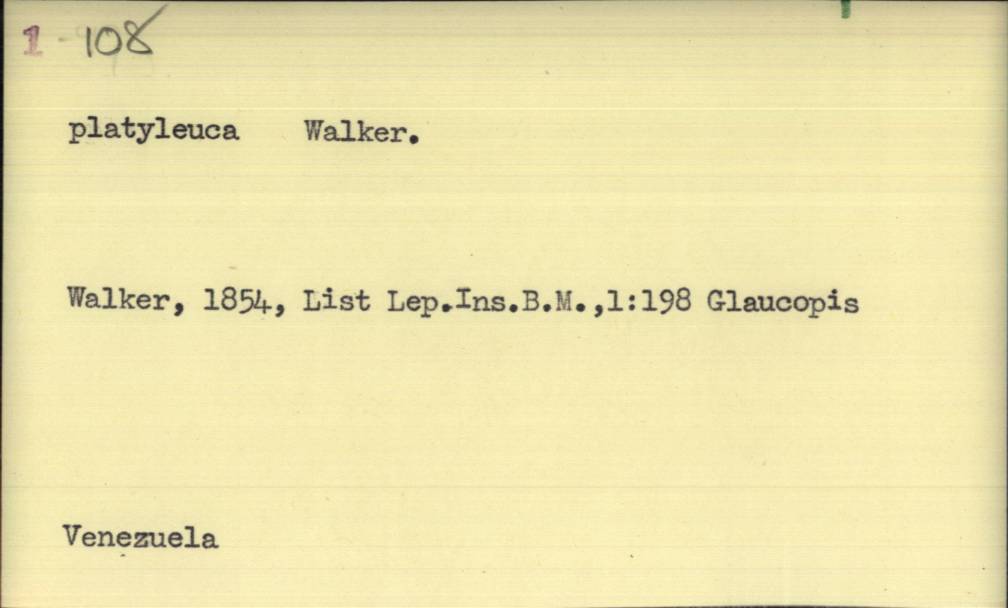 1 108
platyleuca Walker.
Walker, 1854, List Lep.Ins.B.M.,1:198 Glaucopis
Venezuela